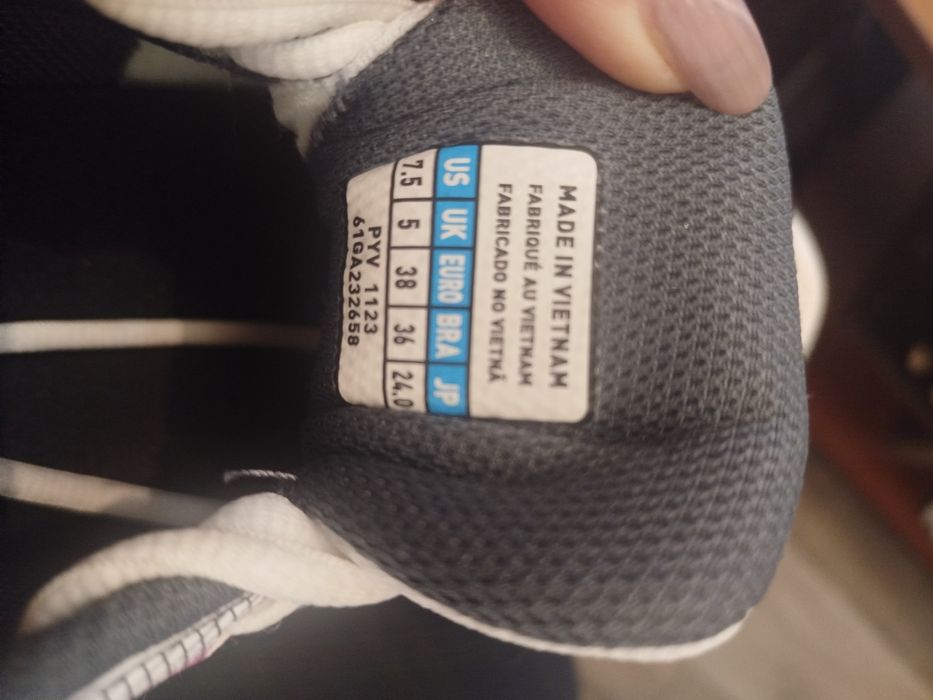 MADE IN VIETNAM
FABRIQUÉ AU VIETNAM
FABRICADO NO VIETNÃ
US UK EURO BRA JP
7.5 5 38 36 24.0
PYV 1123
61GA232658